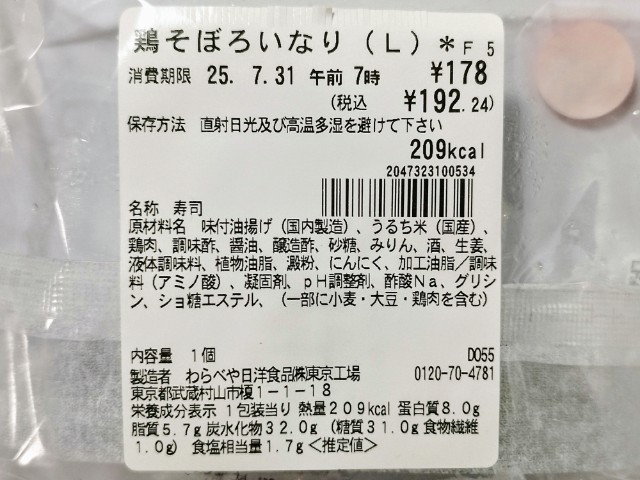 鶏そぼろいなり（L）＊F 5
消費期限 25. 7.31 午前 7時 ¥178
(税込 ¥192.24)
保存方法 直射日光及び高温多湿を避けて下さい
209kcal
2047323100534
名称 寿司
原材料名 味付油揚げ（国内製造）、うるち米（国産）、
鶏肉、調味酢、醤油、醸造酢、砂糖、みりん、酒、生姜、
液体調味料、植物油脂、澱粉、にんにく、加工油脂／調味
料（アミノ酸）、凝固剤、pH調整剤、酢酸Na、グリシ
ン、ショ糖エステル、（一部に小麦・大豆・鶏肉を含む）
内容量 1個 D055
製造者 わらべや日洋食品㈱東京工場 0120-70-4781
東京都武蔵村山市榎1－1－18
栄養成分表示 1包装当り 熱量209kcal 蛋白質8.0g
脂質5.7g 炭水化物32.0g（糖質31.0g 食物繊維
1.0g） 食塩相当量1.7g＜推定値＞